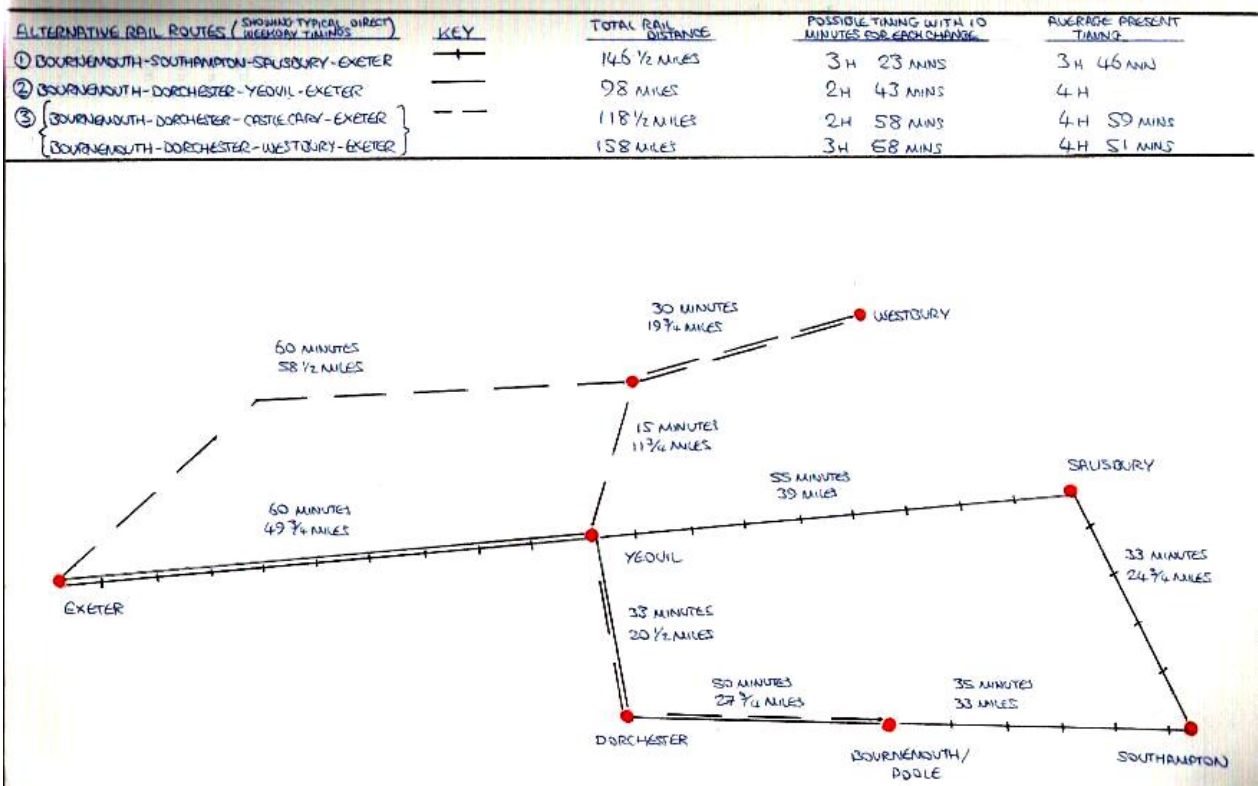 ALTERNATIVE RAIL ROUTES ( SHOWING TYPICAL DIRECT
WEEKDAY TIMINGS )
KEY
TOTAL RAIL
DISTANCE
POSSIBLE TIMING WITH 10
MINUTES FOR EACH CHANGE
AVERAGE PRESENT
TIMING
① BOURNEMOUTH-SOUTHAMPTON-SALISBURY-EXETER 146 1/2 MILES 3H 23 MINS 3H 46 MIN
② BOURNEMOUTH-DORCHESTER-YEOVIL-EXETER 98 MILES 2H 43 MINS 4H
③ { BOURNEMOUTH-DORCHESTER-CASTLE CARY-EXETER } 118 1/2 MILES 2H 58 MINS 4H 59 MINS
{ BOURNEMOUTH-DORCHESTER-WESTBURY-EXETER } 158 MILES 3H 58 MINS 4H 51 MINS
30 MINUTES
19 3/4 MILES
WESTBURY
60 MINUTES
58 1/2 MILES
15 MINUTES
11 3/4 MILES
SALISBURY
55 MINUTES
39 MILES
60 MINUTES
49 3/4 MILES
YEOVIL
33 MINUTES
24 3/4 MILES
EXETER
33 MINUTES
20 1/2 MILES
50 MINUTES
27 3/4 MILES
35 MINUTES
33 MILES
DORCHESTER
BOURNEMOUTH/
POOLE
SOUTHAMPTON